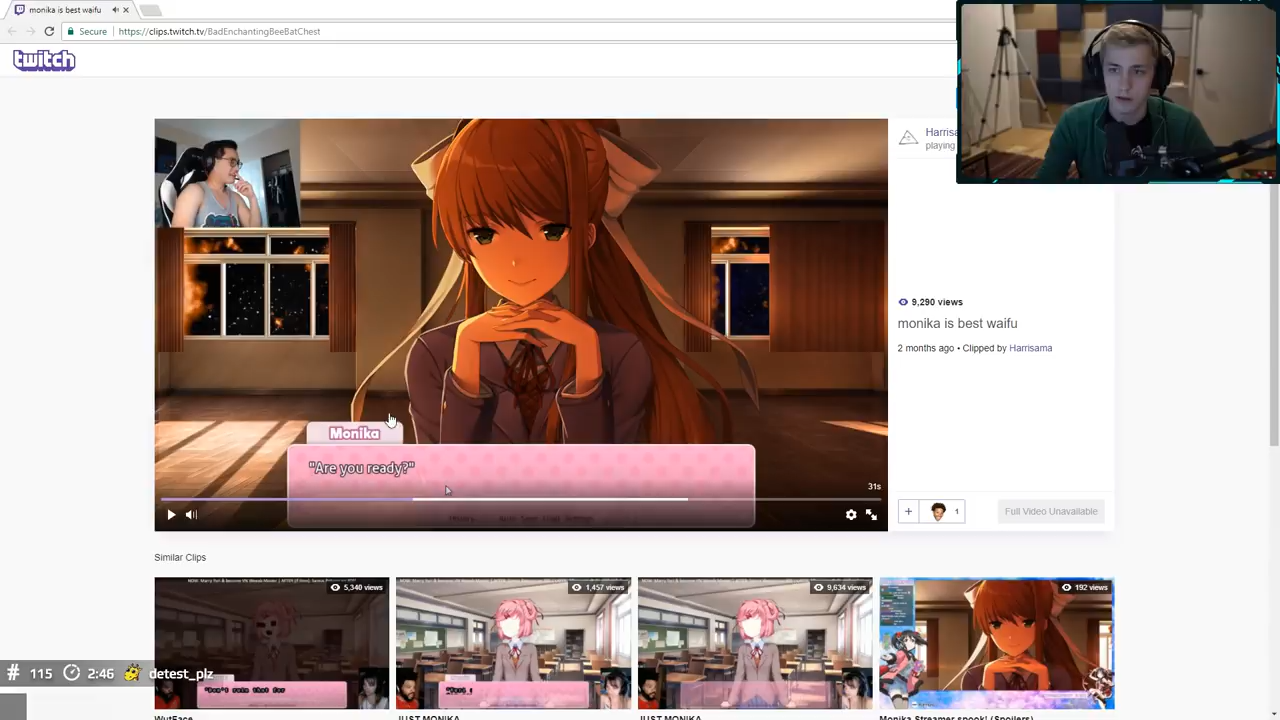 monika is best waifu
Secure
https://clips.twitch.tv/BadEnchantingBeeBatChest
twitch
Harrisa
playing
Monika
"Are you ready?"
31s
9,290 views
monika is best waifu
2 months ago • Clipped by Harrisama
+
1
Full Video Unavailable
Similar Clips
5,340 views
1,457 views
9,634 views
192 views
# 115 2:46 detest_plz
WutFace
JUST MONIKA
JUST MONIKA
Monika Streamer spook! (Spoilers)